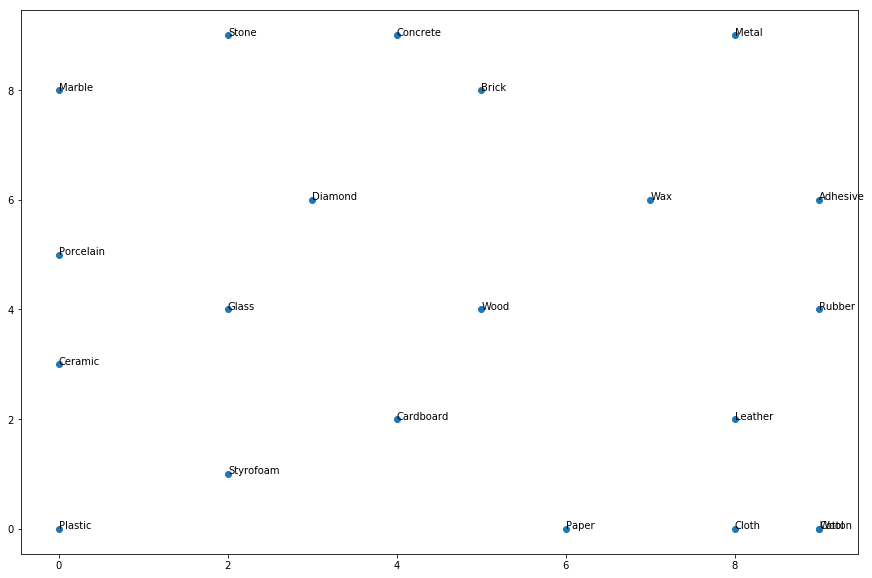 Stone
Concrete
Metal
Marble
Brick
8
Diamond
Wax
Adhesive
6
Porcelain
Glass
Wood
Rubber
4
Ceramic
Cardboard
Leather
2
Styrofoam
Plastic
Paper
Cloth
0
0
2
4
6
8